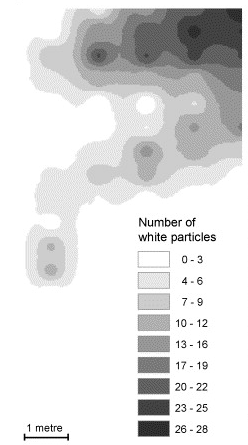 Number of
white particles
0 - 3
4 - 6
7 - 9
10 - 12
13 - 16
17 - 19
20 - 22
23 - 25
26 - 28
1 metre